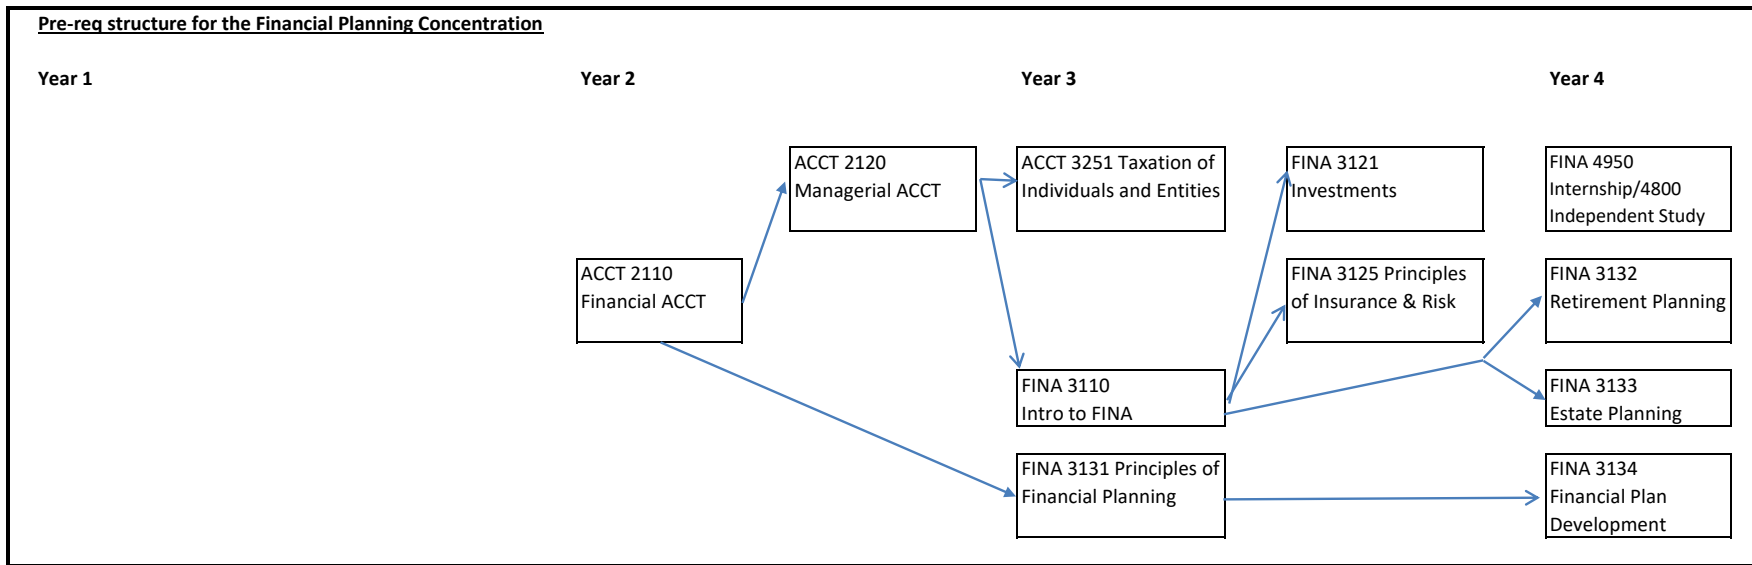 Pre-req structure for the Financial Planning Concentration
Year 1
Year 2
Year 3
Year 4
ACCT 2120
Managerial ACCT
ACCT 3251 Taxation of
Individuals and Entities
FINA 3121
Investments
FINA 4950
Internship/4800
Independent Study
ACCT 2110
Financial ACCT
FINA 3125 Principles
of Insurance & Risk
FINA 3132
Retirement Planning
FINA 3110
Intro to FINA
FINA 3133
Estate Planning
FINA 3131 Principles of
Financial Planning
FINA 3134
Financial Plan
Development